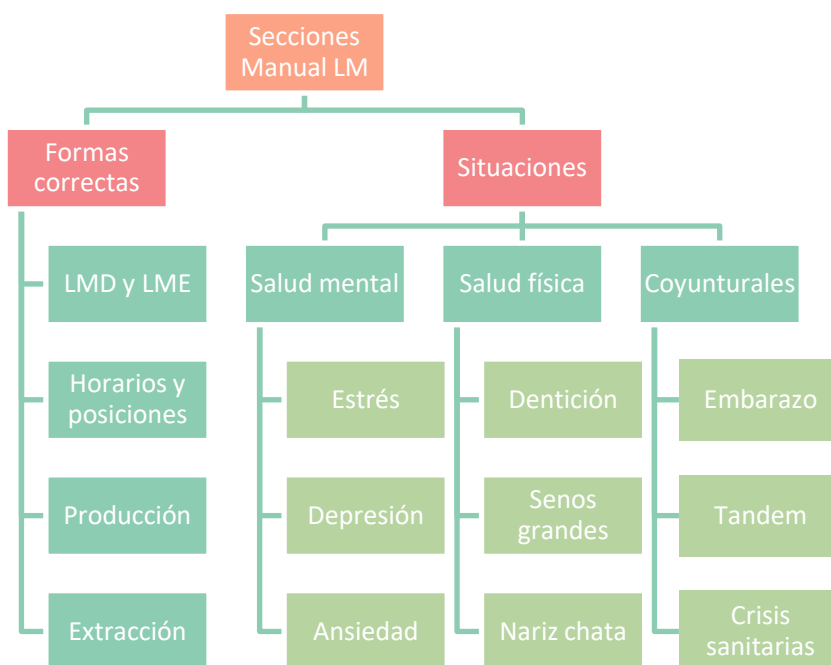 Secciones
Manual LM
Formas
correctas
Situaciones
LMD y LME
Salud mental
Salud física
Coyunturales
Horarios y
posiciones
Estrés
Dentición
Embarazo
Producción
Depresión
Senos
grandes
Tandem
Extracción
Ansiedad
Nariz chata
Crisis
sanitarias